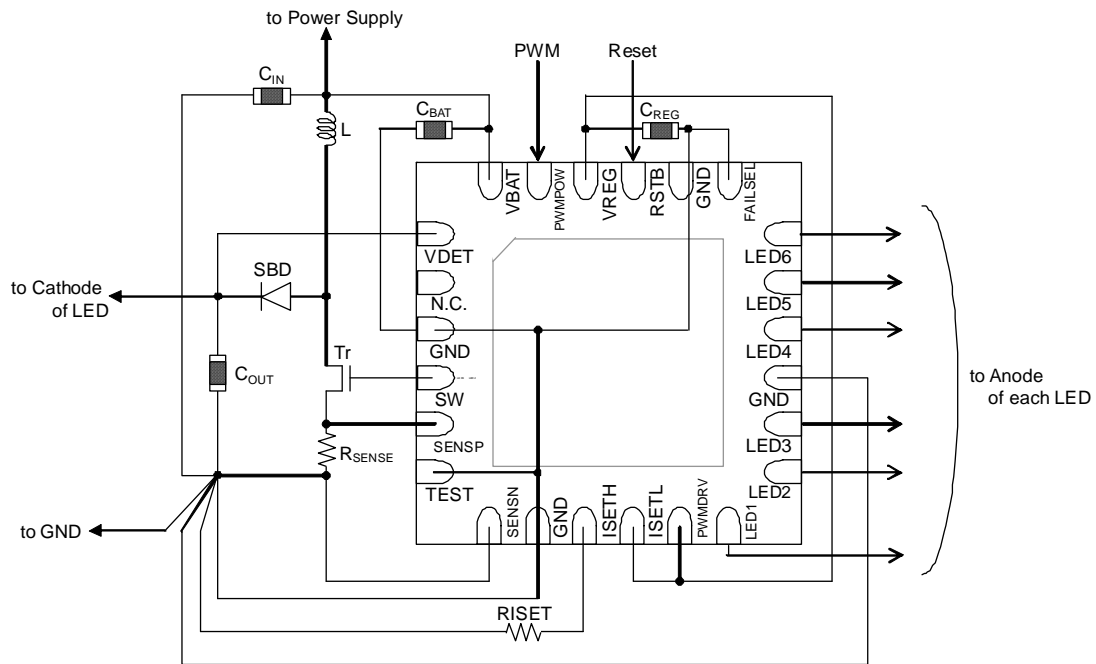 to Power Supply
PWM
Reset
CIN
CBAT
CREG
L
VBAT
PWMPOW
VREG
RSTB
GND
FAILSEL
VDET
LED6
SBD
to Cathode
of LED
N.C.
LED5
GND
LED4
Tr
COUT
SW
GND
to Anode
of each LED
SENSP
LED3
RSENSE
TEST
LED2
to GND
SENSN
GND
ISETH
ISETL
PWMDRV
LED1
RISET